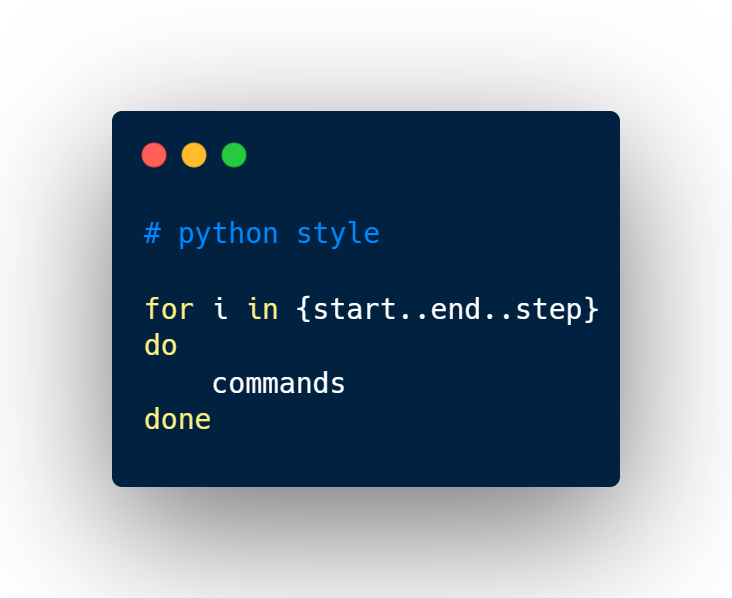 # python style
for i in {start..end..step}
do
    commands
done